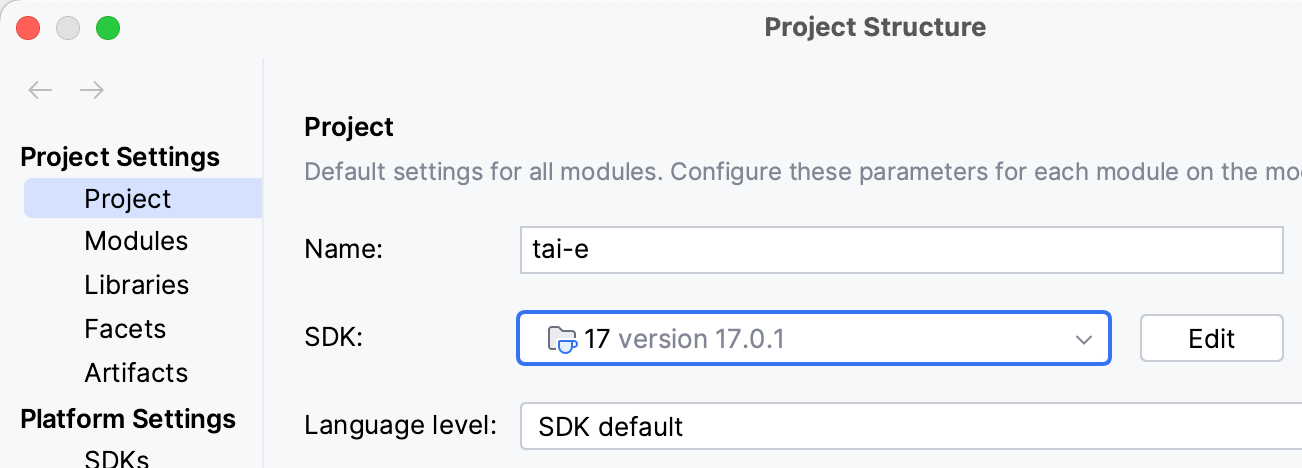 Project Structure
Project Settings
Project
Modules
Libraries
Facets
Artifacts
Platform Settings
SDKs
Project
Default settings for all modules. Configure these parameters for each module on the
Name: tai-e
SDK: 17 version 17.0.1 Edit
Language level: SDK default